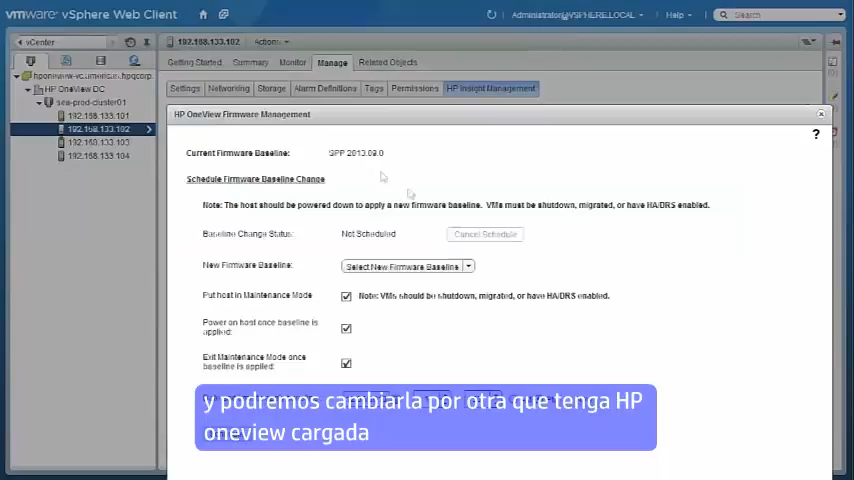 vmware® vSphere Web Client
Administrator@VSPHERE.LOCAL
Help
Search
vCenter
192.168.133.102
Actions
Getting Started Summary Monitor Manage Related Objects
Settings Networking Storage Alarm Definitions Tags Permissions HP Insight Management
HP OneView DC
sea-prod-cluster01
192.168.133.101
192.168.133.102
192.168.133.103
192.168.133.104
HP OneView Firmware Management
?
Current Firmware Baseline: SPP 2013.09.0
Schedule Firmware Baseline Change
Note: The host should be powered down to apply a new firmware baseline. VMs must be shutdown, migrated, or have HA/DRS enabled.
Baseline Change Status: Not Scheduled Cancel Schedule
New Firmware Baseline: Select New Firmware Baseline
Put host in Maintenance Mode Note: VMs should be shutdown, migrated, or have HA/DRS enabled.
Power on host once baseline is
applied:
Exit Maintenance Mode once
baseline is applied:
y podremos cambiarla por otra que tenga HP
oneview cargada